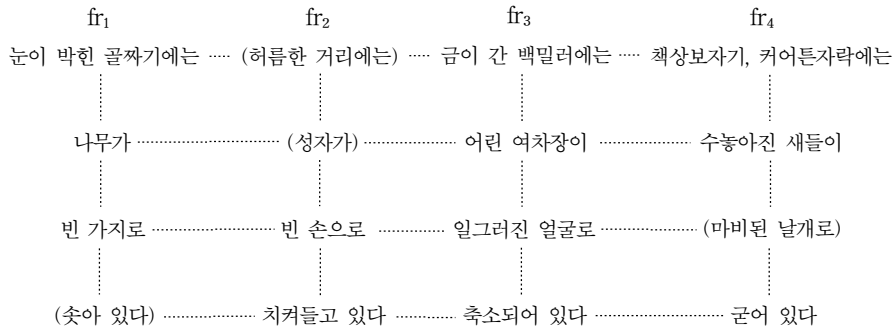 fr₁ fr₂ fr₃ fr₄
눈이 박힌 골짜기에는 (허름한 거리에는) 금이 간 백밀러에는 책상보자기, 커어튼자락에는
나무가 (성자가) 어린 여차장이 수놓아진 새들이
빈 가지로 빈 손으로 일그러진 얼굴로 (마비된 날개로)
(솟아 있다) 치켜들고 있다 축소되어 있다 굳어 있다